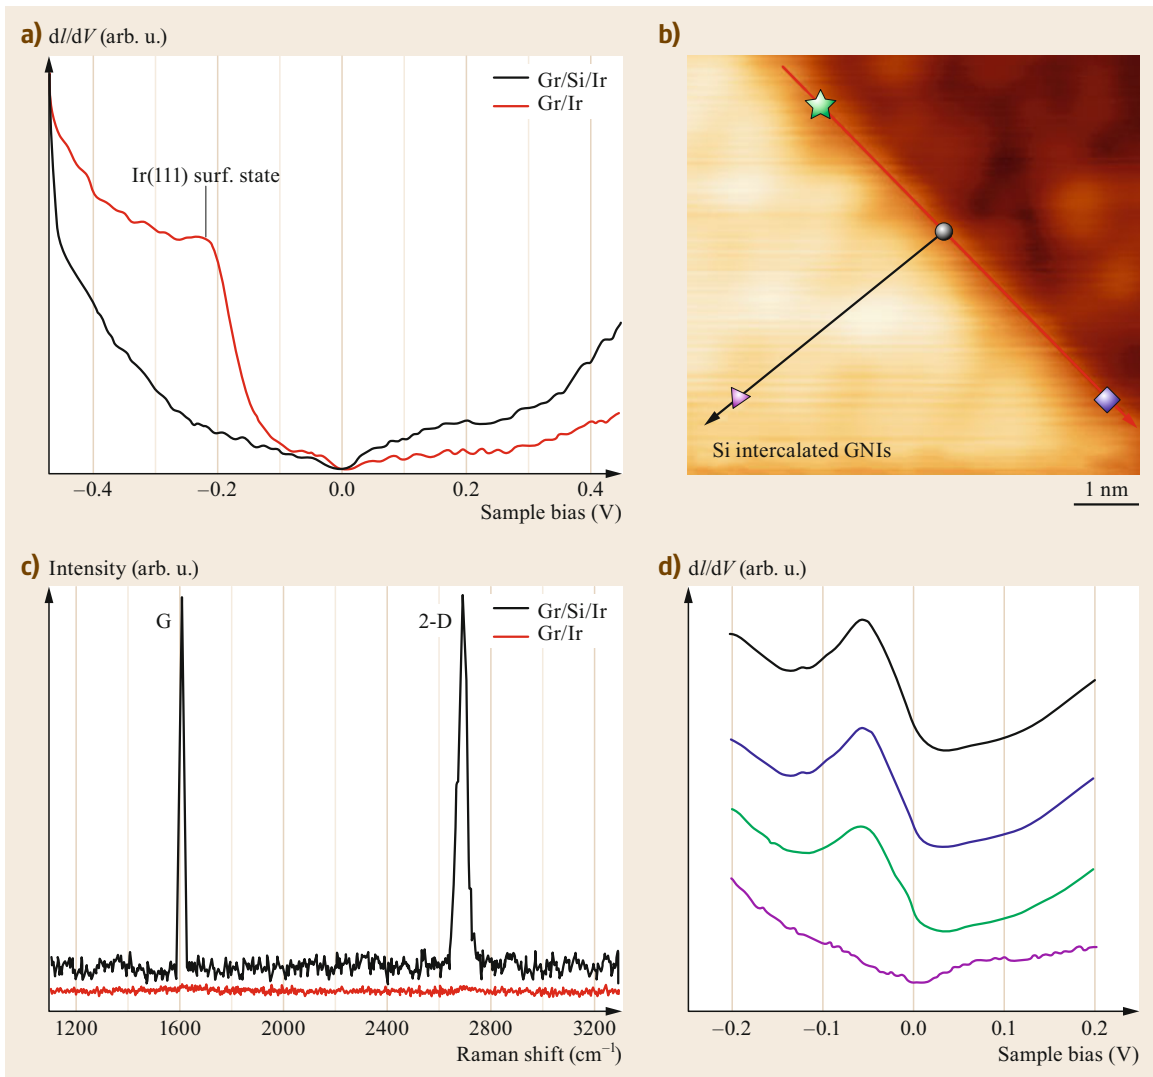 a) dI/dV (arb. u.)
Gr/Si/Ir
Gr/Ir
Ir(111) surf. state
−0.4 −0.2 0.0 0.2 0.4
Sample bias (V)
b)
Si intercalated GNIs
1 nm
c) Intensity (arb. u.)
G
2-D
Gr/Si/Ir
Gr/Ir
1200 1600 2000 2400 2800 3200
Raman shift (cm⁻¹)
d) dI/dV (arb. u.)
−0.2 −0.1 0.0 0.1 0.2
Sample bias (V)